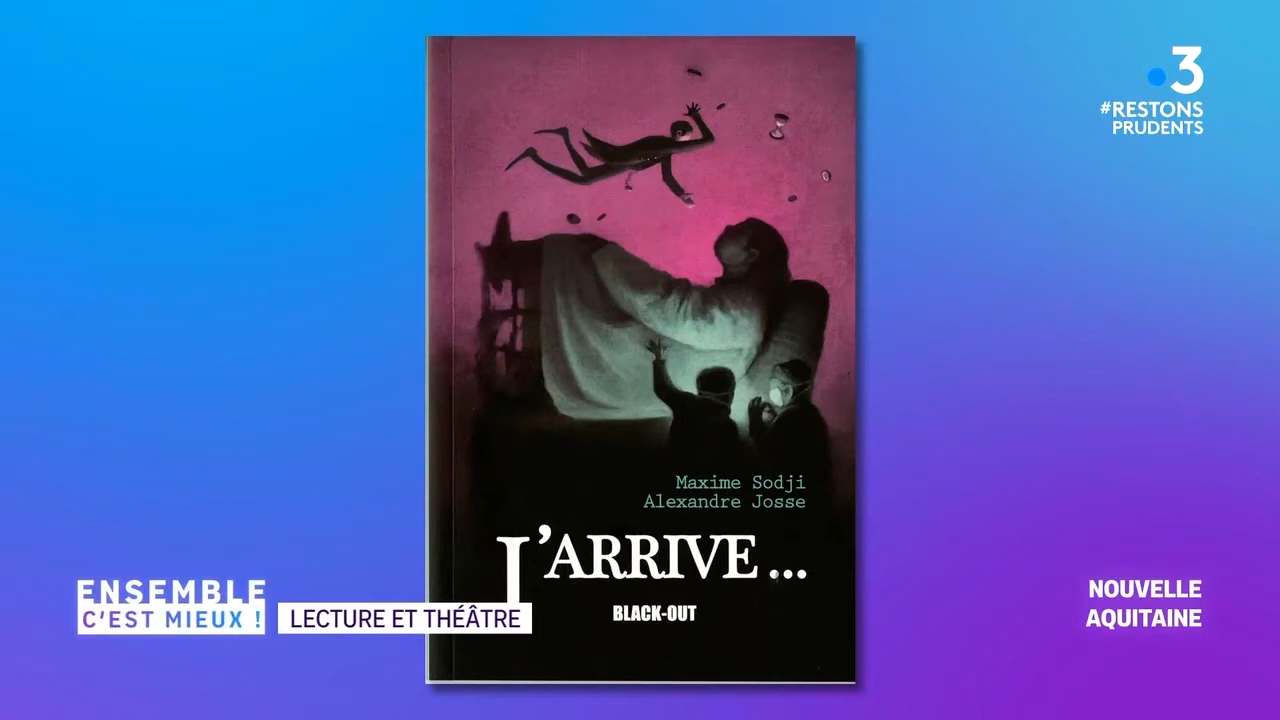 3
#RESTONS
PRUDENTS
Maxime Sodji
Alexandre Josse
J'ARRIVE...
BLACK-OUT
ENSEMBLE
C'EST MIEUX !
LECTURE ET THÉÂTRE
NOUVELLE
AQUITAINE